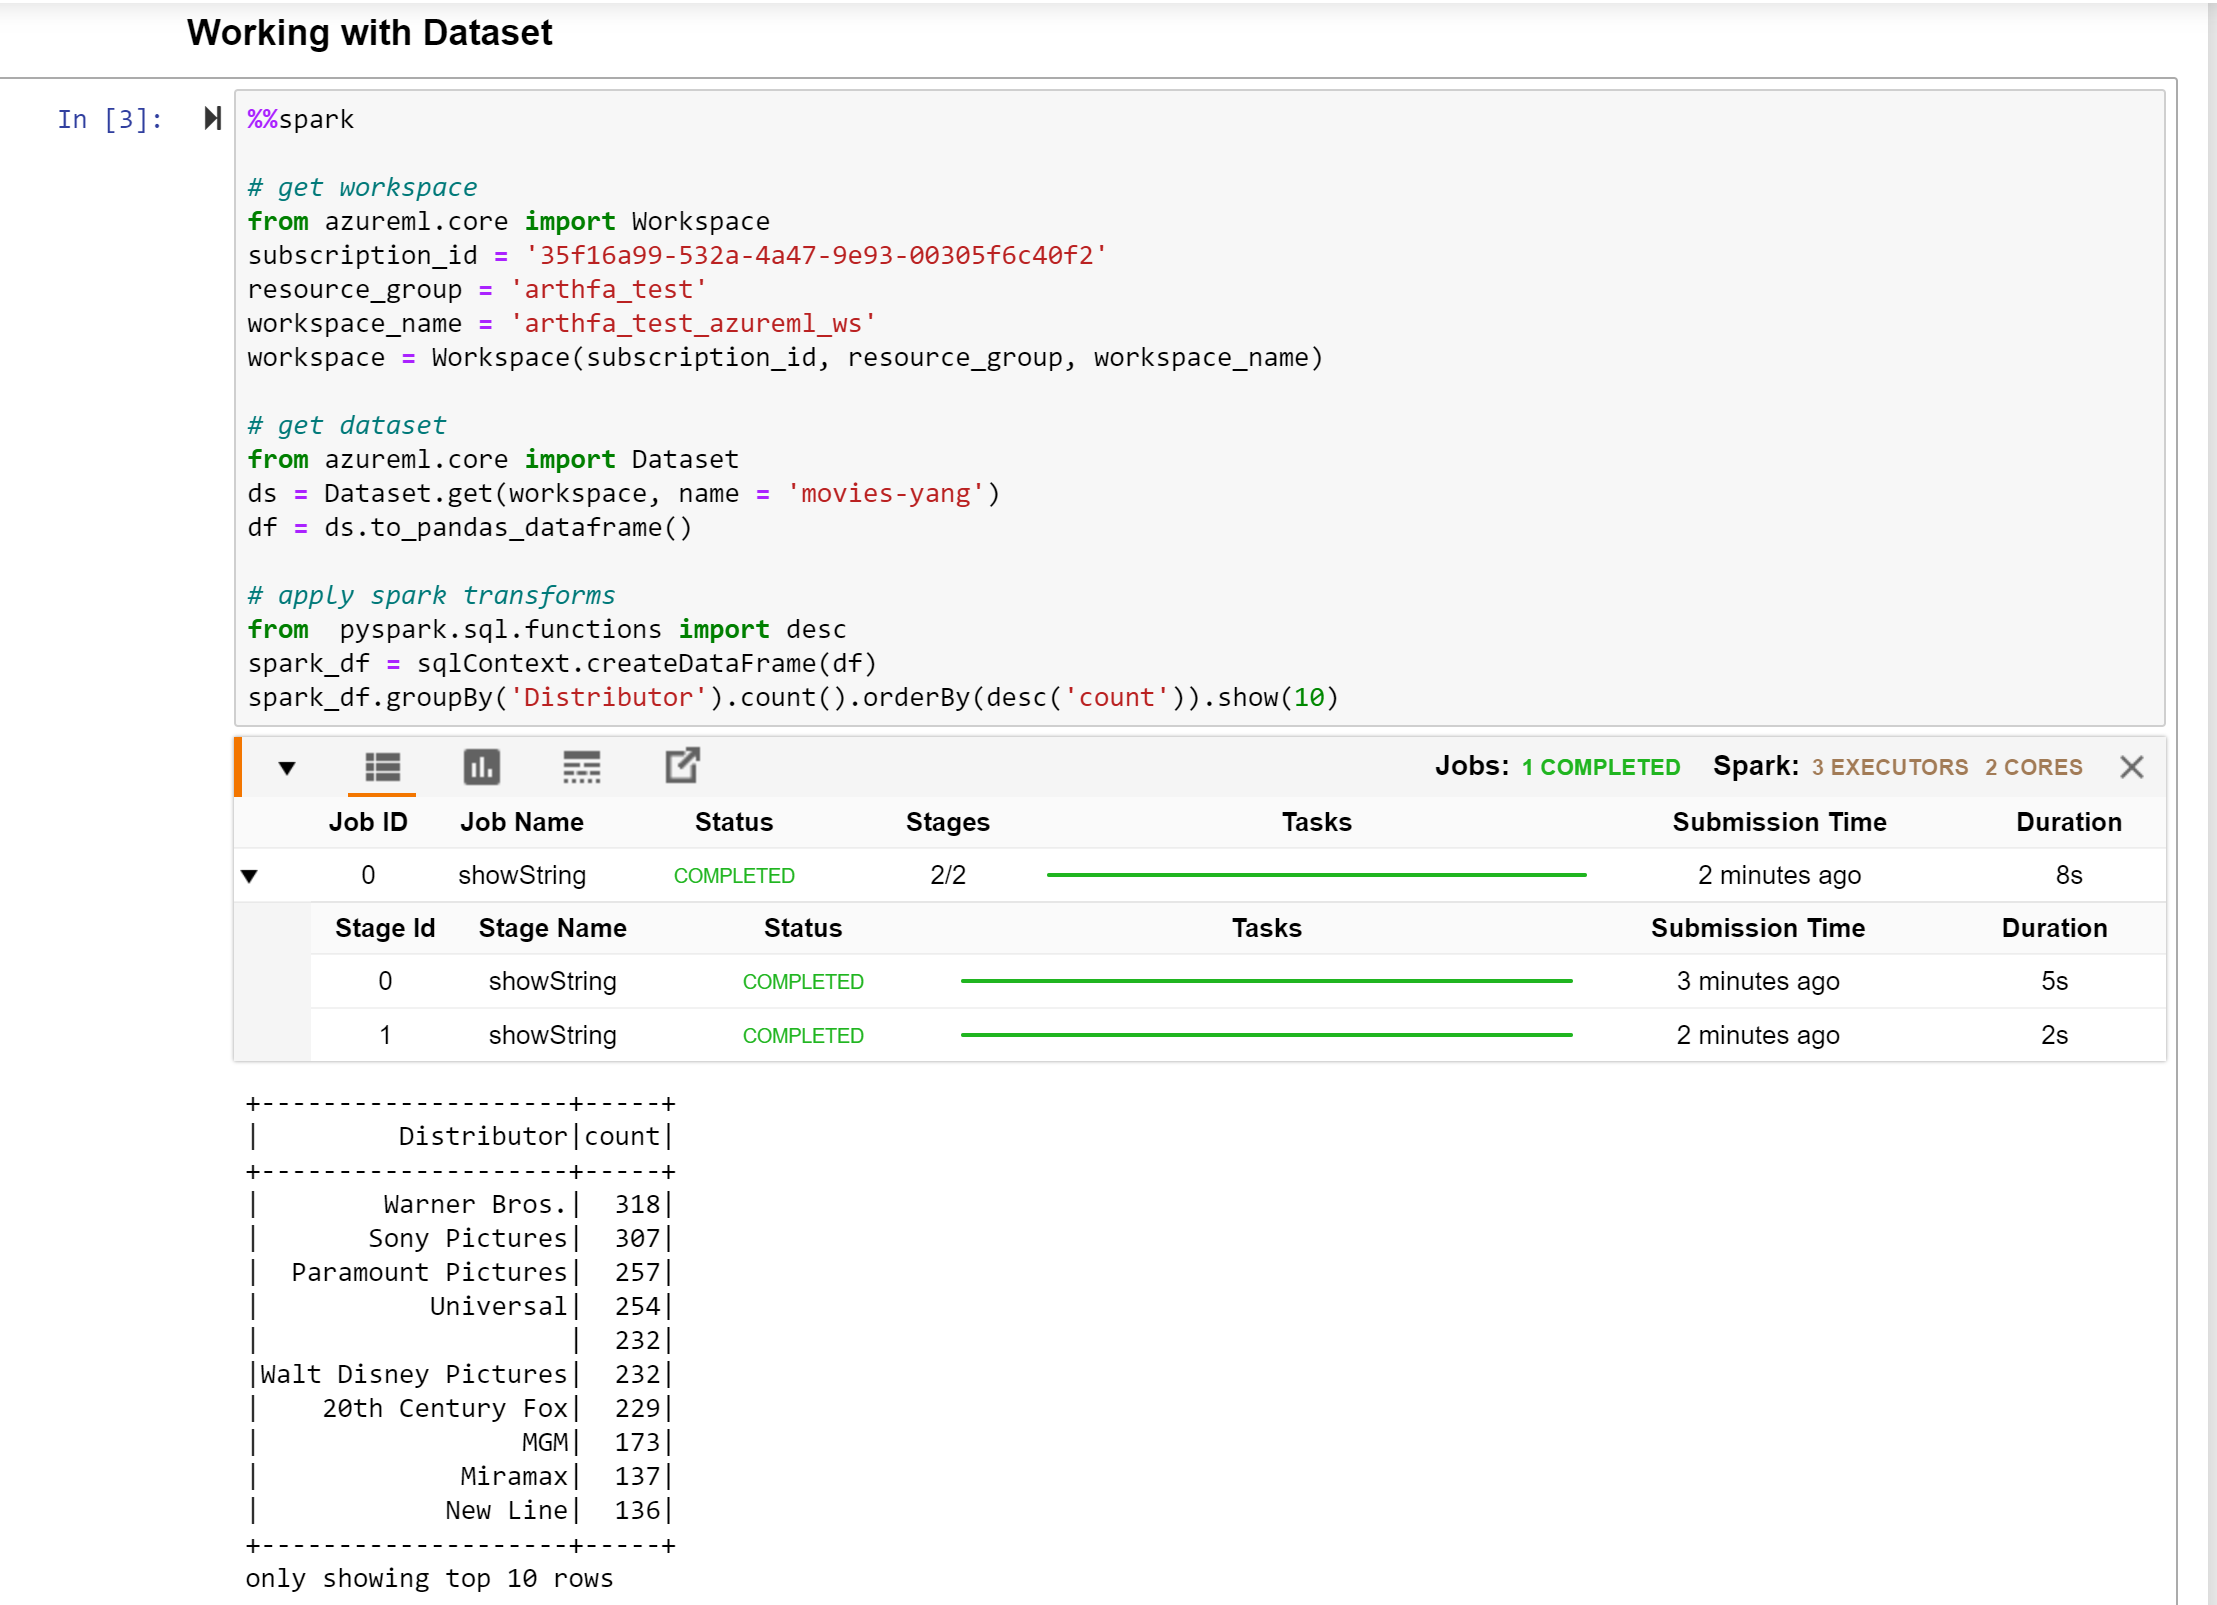 Working with Dataset
In [3]:
%%spark
# get workspace
from azureml.core import Workspace
subscription_id = '35f16a99-532a-4a47-9e93-00305f6c40f2'
resource_group = 'arthfa_test'
workspace_name = 'arthfa_test_azureml_ws'
workspace = Workspace(subscription_id, resource_group, workspace_name)
# get dataset
from azureml.core import Dataset
ds = Dataset.get(workspace, name = 'movies-yang')
df = ds.to_pandas_dataframe()
# apply spark transforms
from  pyspark.sql.functions import desc
spark_df = sqlContext.createDataFrame(df)
spark_df.groupBy('Distributor').count().orderBy(desc('count')).show(10)
Jobs: 1 COMPLETED Spark: 3 EXECUTORS 2 CORES
Job ID Job Name Status Stages Tasks Submission Time Duration
0 showString COMPLETED 2/2 2 minutes ago 8s
Stage Id Stage Name Status Tasks Submission Time Duration
0 showString COMPLETED 3 minutes ago 5s
1 showString COMPLETED 2 minutes ago 2s
+--------------------+-----+
|         Distributor|count|
+--------------------+-----+
|        Warner Bros.|  318|
|       Sony Pictures|  307|
|  Paramount Pictures|  257|
|           Universal|  254|
|                    |  232|
|Walt Disney Pictures|  232|
|    20th Century Fox|  229|
|                 MGM|  173|
|             Miramax|  137|
|            New Line|  136|
+--------------------+-----+
only showing top 10 rows